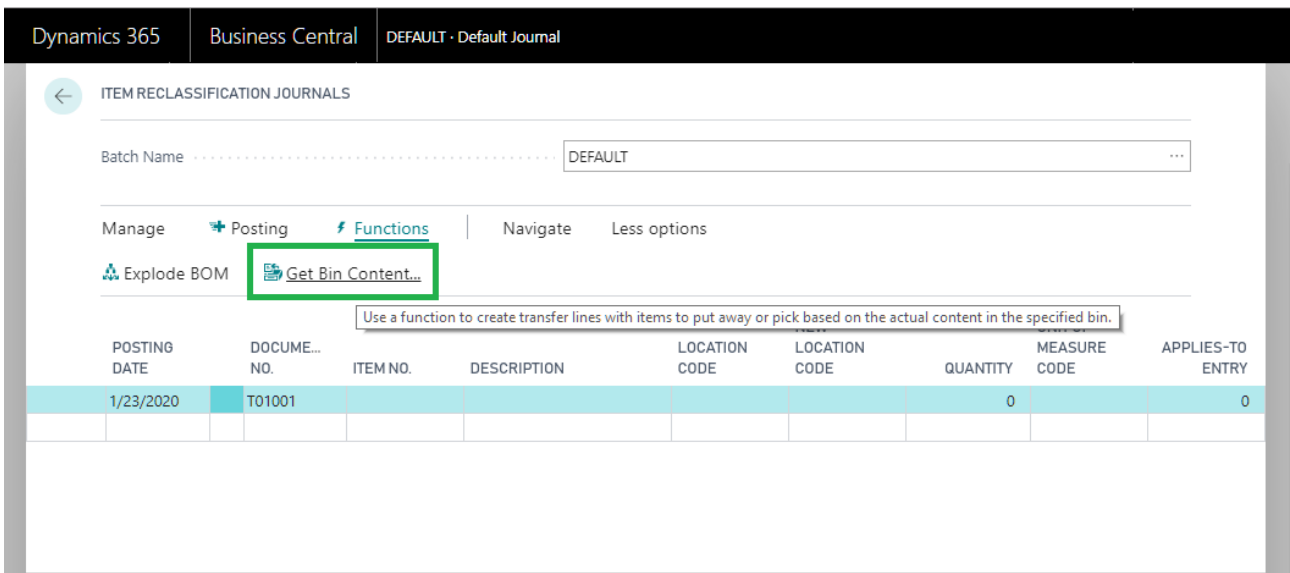 Dynamics 365 Business Central DEFAULT · Default Journal
ITEM RECLASSIFICATION JOURNALS
Batch Name DEFAULT ...
Manage Posting Functions Navigate Less options
Explode BOM Get Bin Content...
Use a function to create transfer lines with items to put away or pick based on the actual content in the specified bin.
POSTING DOCUME... LOCATION LOCATION MEASURE APPLIES-TO
DATE NO. ITEM NO. DESCRIPTION CODE CODE QUANTITY CODE ENTRY
1/23/2020 T01001 0 0